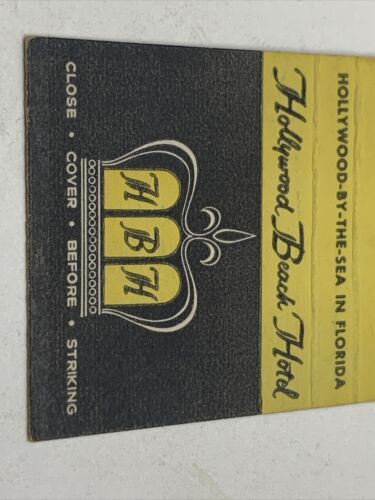 HOLLYWOOD-BY-THE-SEA IN FLORIDA
Hollywood Beach Hotel
H B H
CLOSE • COVER • BEFORE • STRIKING